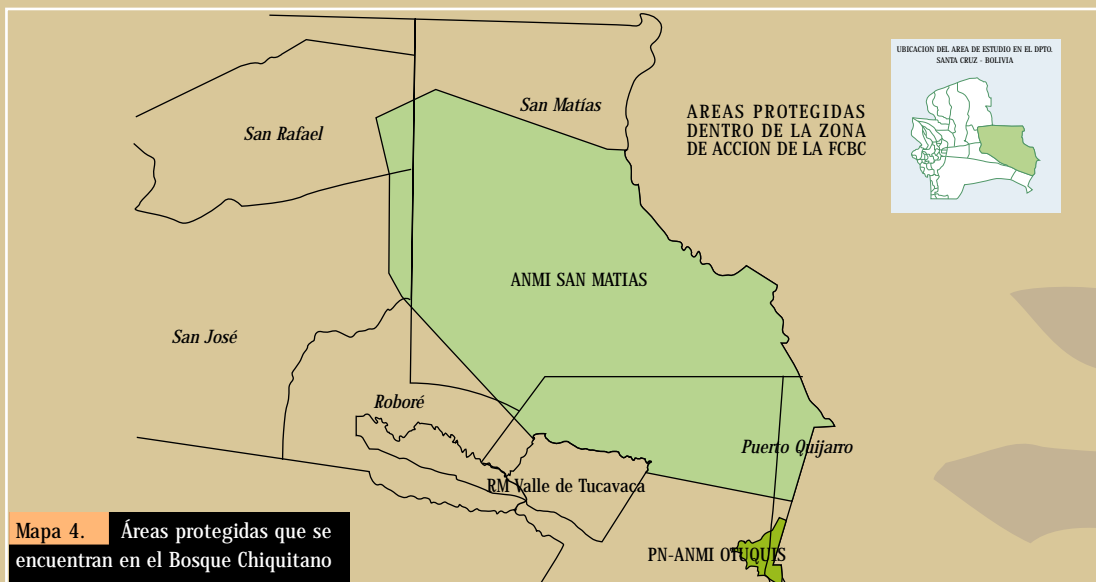 UBICACION DEL AREA DE ESTUDIO EN EL DPTO.
SANTA CRUZ - BOLIVIA
AREAS PROTEGIDAS
DENTRO DE LA ZONA
DE ACCION DE LA FCBC
San Matías
San Rafael
ANMI SAN MATIAS
San José
Roboré
Puerto Quijarro
RM Valle de Tucavaca
PN-ANMI OTUQUIS
Mapa 4. Áreas protegidas que se
encuentran en el Bosque Chiquitano